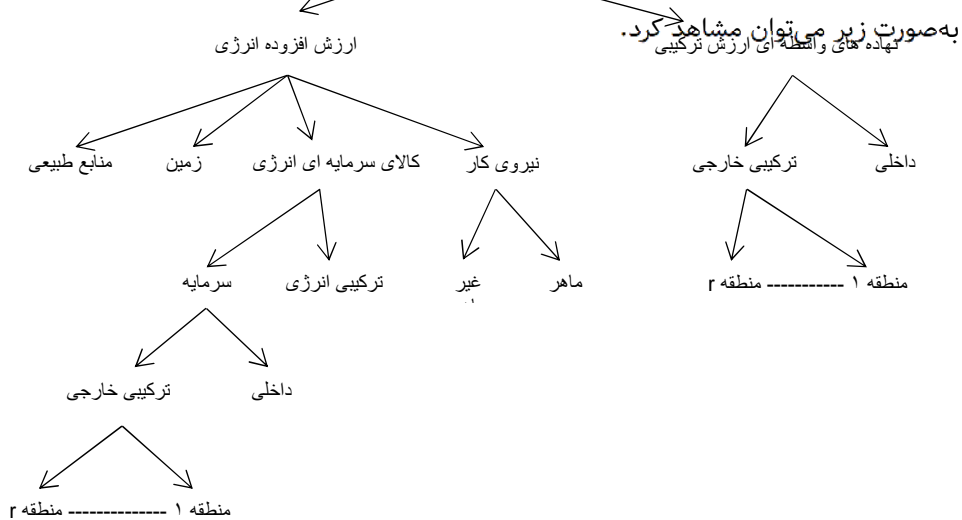 به‌صورت زیر می‌توان مشاهد کرد.
نهاده های واسطه ای ارزش ترکیبی
ارزش افزوده انرژی
داخلی
ترکیبی خارجی
نیروی کار
کالای سرمایه ای انرژی
زمین
منابع طبیعی
منطقه ۱ ----------- منطقه r
ماهر
غیر
ترکیبی انرژی
سرمایه
داخلی
ترکیبی خارجی
منطقه ۱ -------------- منطقه r